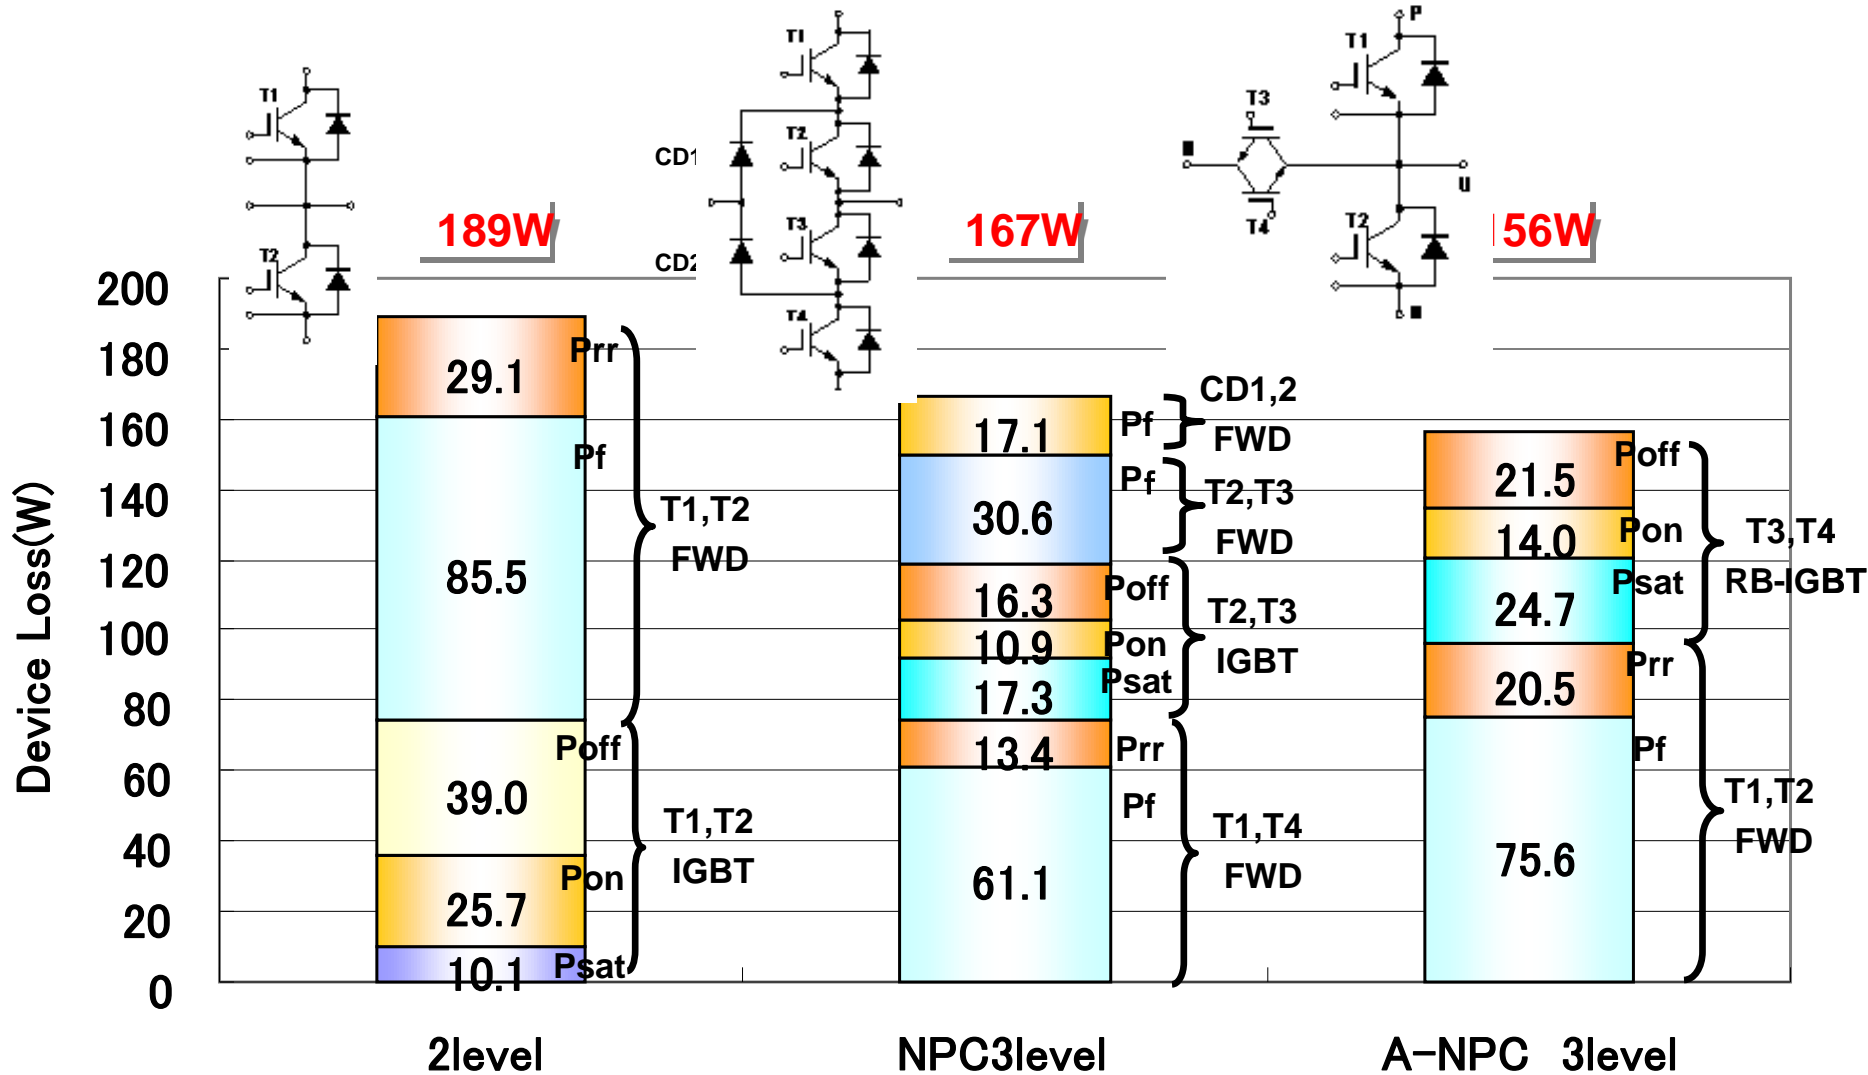 T1
T2
T1
T2
T3
T4
CD1
CD2
P
T1
T3
T4
T2
U
189W
167W
156W
Device Loss(W)
200
180
160
140
120
100
80
60
40
20
0
29.1
Prr
85.5
Pf
T1,T2
FWD
39.0
Poff
25.7
Pon
10.1
Psat
T1,T2
IGBT
17.1
Pf
CD1,2
FWD
30.6
Pf
T2,T3
FWD
16.3
Poff
10.9
Pon
17.3
Psat
T2,T3
IGBT
13.4
Prr
61.1
Pf
T1,T4
FWD
21.5
Poff
14.0
Pon
24.7
Psat
T3,T4
RB-IGBT
20.5
Prr
75.6
Pf
T1,T2
FWD
2level
NPC3level
A-NPC 3level